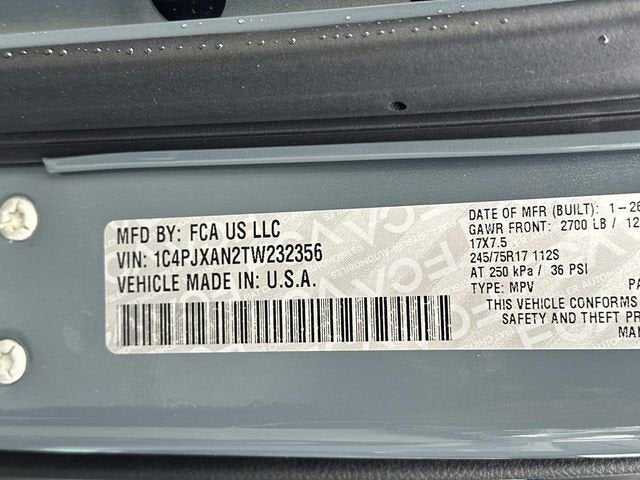 MFD BY: FCA US LLC
VIN: 1C4PJXAN2TW232356
VEHICLE MADE IN: U.S.A.
DATE OF MFR (BUILT): 1-26
GAWR FRONT: 2700 LB / 12
17X7.5
245/75R17 112S
AT 250 kPa / 36 PSI
TYPE: MPV PA
THIS VEHICLE CONFORMS
SAFETY AND THEFT PR
MAN